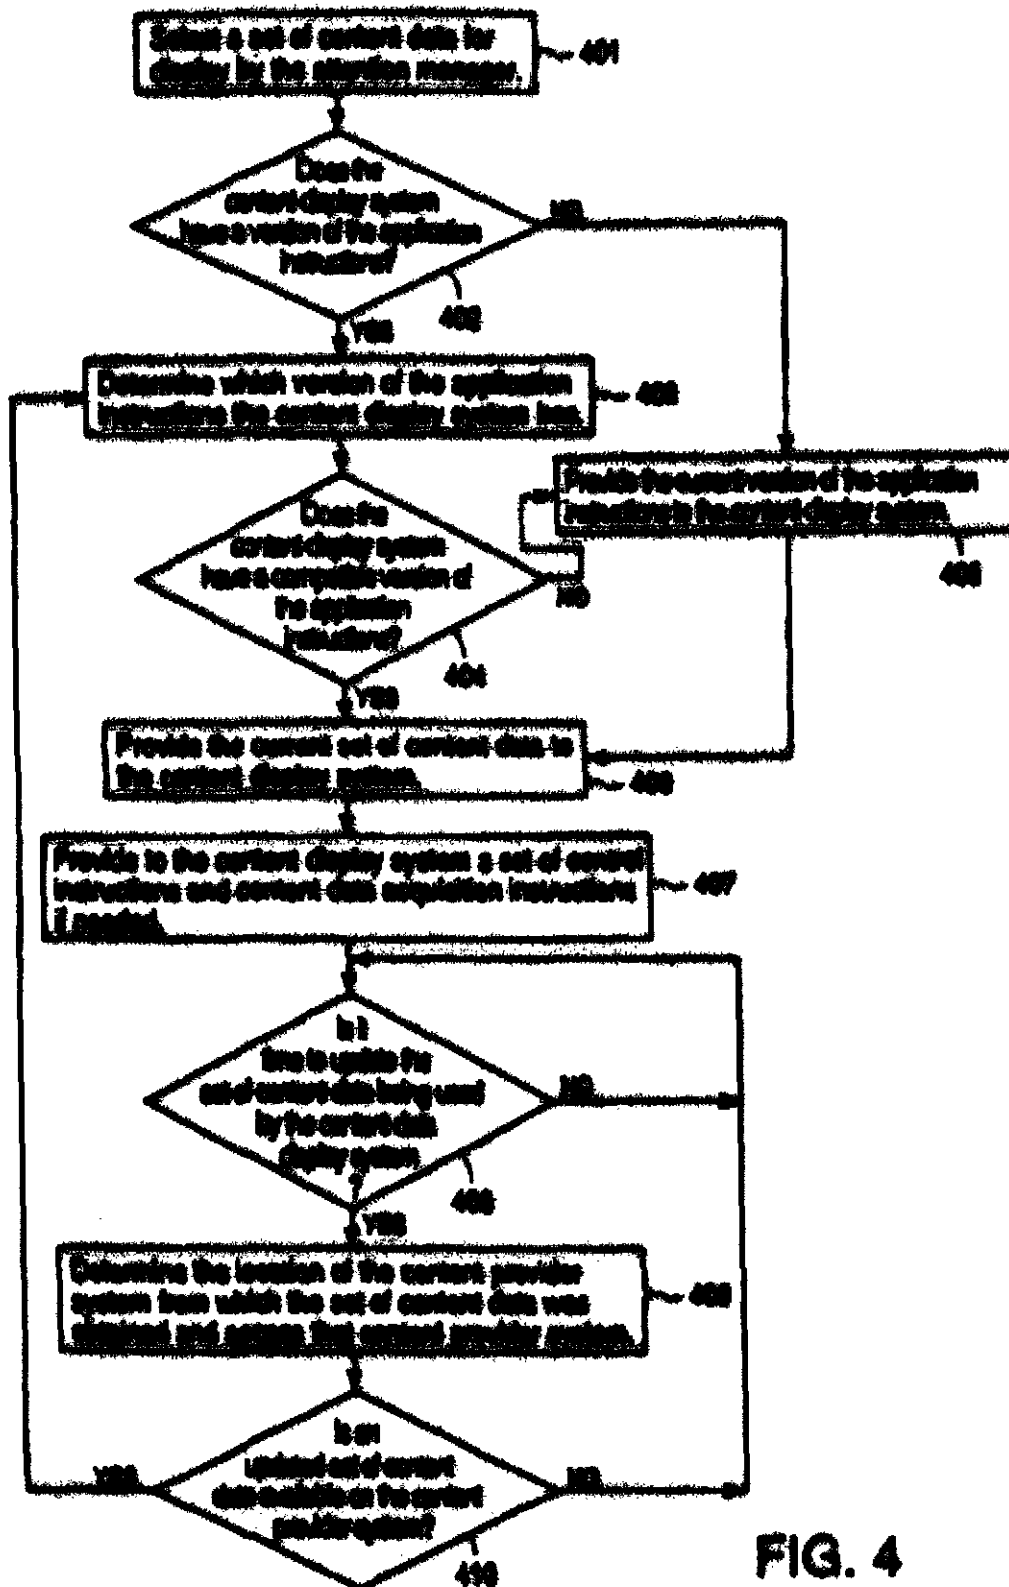 Select a set of content data for
display by the attention manager.
401
Does the
content display system
have a version of the application
instructions?
NO
402
YES
Determine which version of the application
instructions the content display system has.
403
Provide the current version of the application
instructions to the content display system.
405
Does the
content display system
have a compatible version of
the application
instructions?
NO
404
YES
Provide the current set of content data to
the content display system.
406
Provide to the content display system a set of control
instructions and content data acquisition instructions
if needed.
407
Is it
time to update the
set of content data being used
by the content data
display system
?
NO
408
YES
Determine the location of the content provider
system from which the set of content data was
obtained and access that content provider system.
409
Is an
updated set of content
data available on the content
provider system?
YES
NO
410
FIG. 4